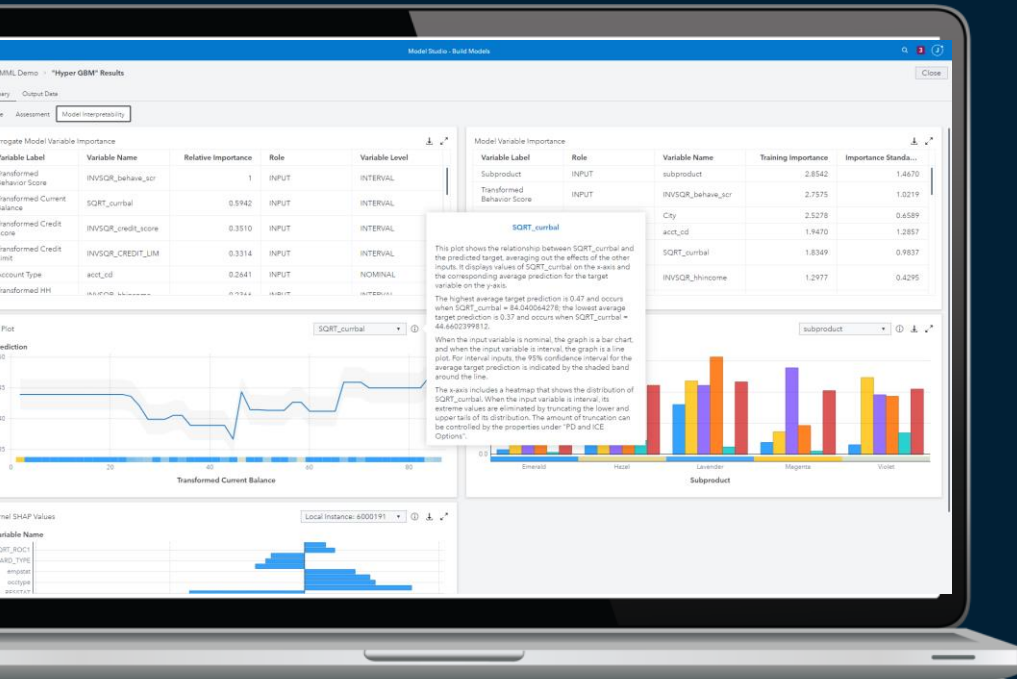 Model Studio - Build Models
3
J
MML Demo > "Hyper GBM" Results
Close
Output Data
Assessment
Model Interpretability
Model Variable Importance
Variable Label Variable Name Relative Importance Role Variable Level
Transformed Behavior Score INVSQR_behave_scr 1 INPUT INTERVAL
Transformed Current Balance SQRT_currbal 0.5942 INPUT INTERVAL
Transformed Credit Score INVSQR_credit_score 0.3510 INPUT INTERVAL
Transformed Credit Limit INVSQR_CREDIT_LIM 0.3314 INPUT INTERVAL
Account Type acct_cd 0.2641 INPUT NOMINAL
Transformed HH
Model Variable Importance
Variable Label Role Variable Name Training Importance Importance Standa...
Subproduct INPUT subproduct 2.8542 1.4670
Transformed Behavior Score INPUT INVSQR_behave_scr 2.7575 1.0219
City 2.5278 0.6589
acct_cd 1.9470 1.2857
SQRT_currbal 1.8349 0.9837
INVSQR_hhincome 1.2977 0.4295
SQRT_currbal
This plot shows the relationship between SQRT_currbal and
the predicted target, averaging out the effects of the other
inputs. It displays values of SQRT_currbal on the x-axis and
the corresponding average prediction for the target
variable on the y-axis.
The highest average target prediction is 0.47 and occurs
when SQRT_currbal = 84.040064278; the lowest average
target prediction is 0.37 and occurs when SQRT_currbal =
44.6602399812.
When the input variable is nominal, the graph is a bar chart,
and when the input variable is interval, the graph is a line
plot. For interval inputs, the 95% confidence interval for the
average target prediction is indicated by the shaded band
around the line.
The x-axis includes a heatmap that shows the distribution of
SQRT_currbal. When the input variable is interval, its
extreme values are eliminated by truncating the lower and
upper tails of its distribution. The amount of truncation can
be controlled by the properties under "PD and ICE
Options".
Plot
SQRT_currbal
0 20 40 60 80
Transformed Current Balance
subproduct
0.0
Emerald Hazel Lavender Magenta Violet
Subproduct
SHAP Values
Local Instance: 6000191
Variable Name
empstat